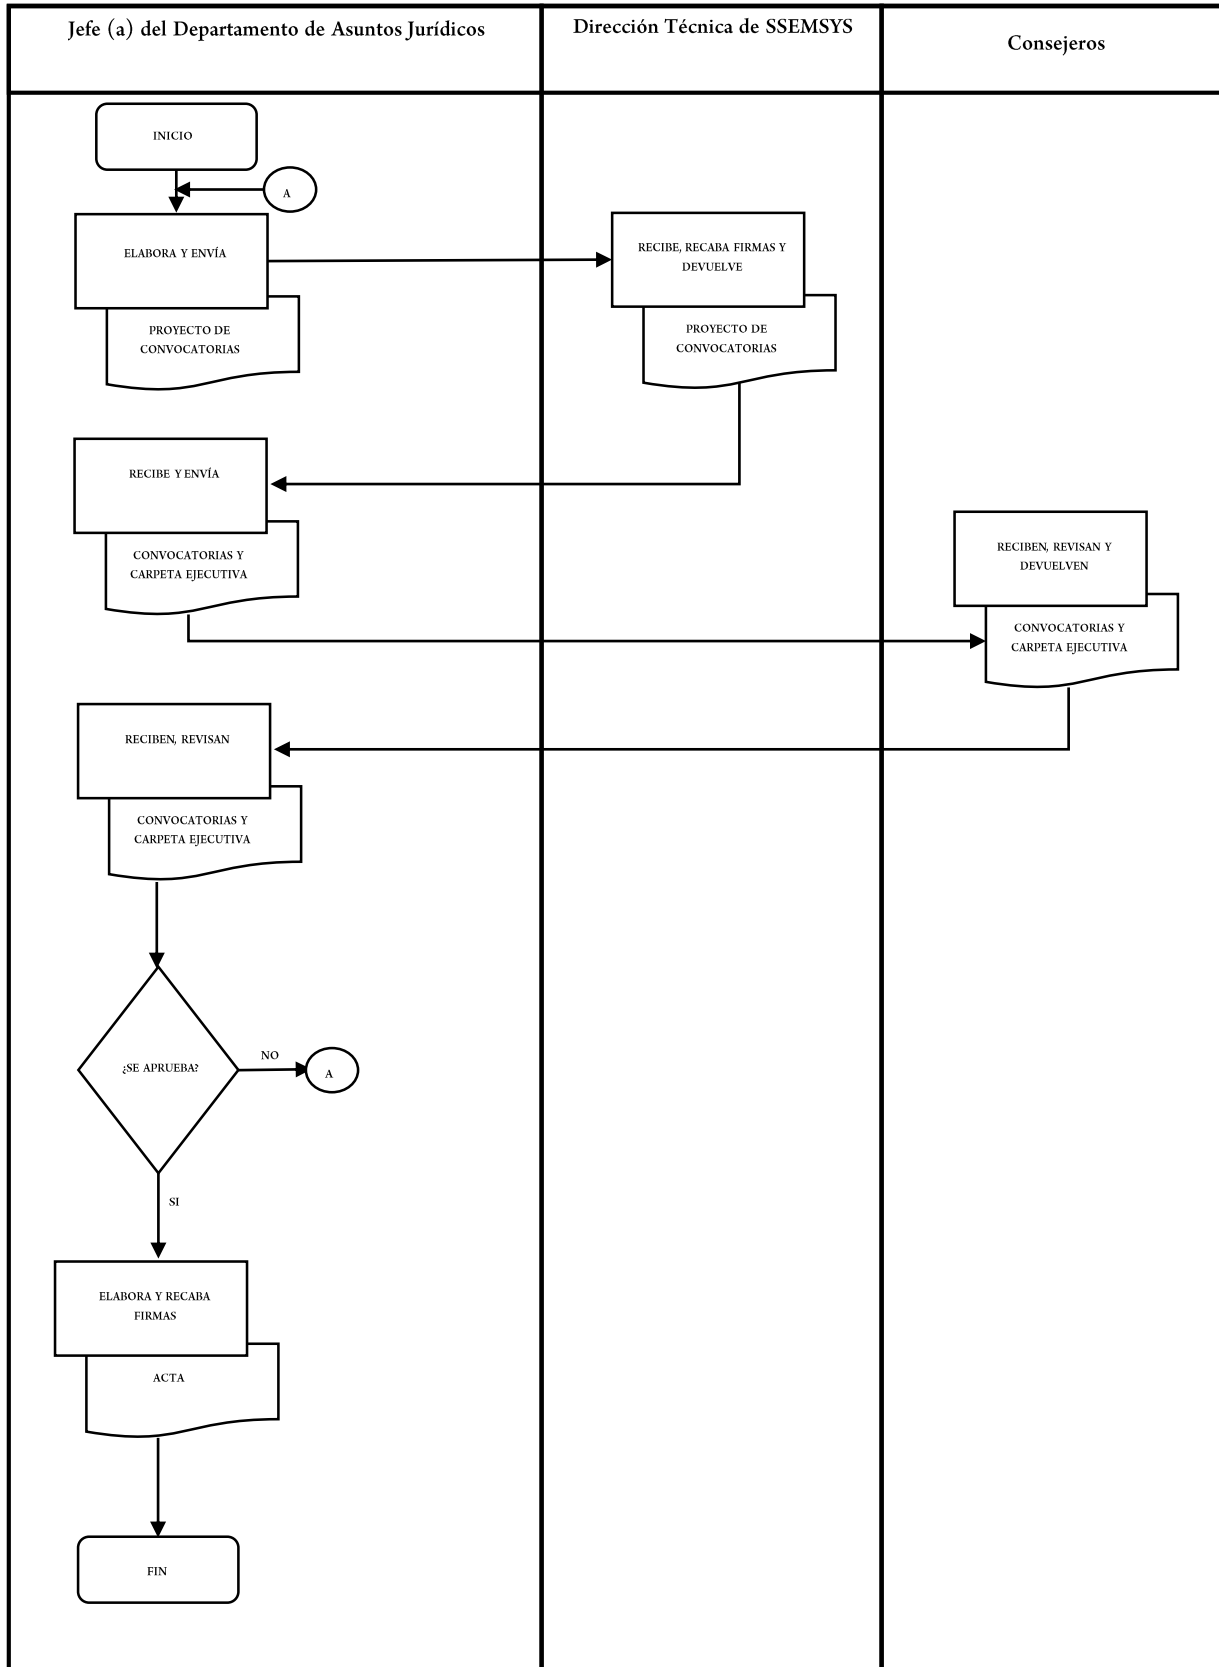 Jefe (a) del Departamento de Asuntos Jurídicos
Dirección Técnica de SSEMSYS
Consejeros
INICIO
A
ELABORA Y ENVÍA
PROYECTO DE
CONVOCATORIAS
RECIBE, RECABA FIRMAS Y
DEVUELVE
PROYECTO DE
CONVOCATORIAS
RECIBE Y ENVÍA
CONVOCATORIAS Y
CARPETA EJECUTIVA
RECIBEN, REVISAN Y
DEVUELVEN
CONVOCATORIAS Y
CARPETA EJECUTIVA
RECIBEN, REVISAN
CONVOCATORIAS Y
CARPETA EJECUTIVA
¿SE APRUEBA?
NO
A
SI
ELABORA Y RECABA
FIRMAS
ACTA
FIN